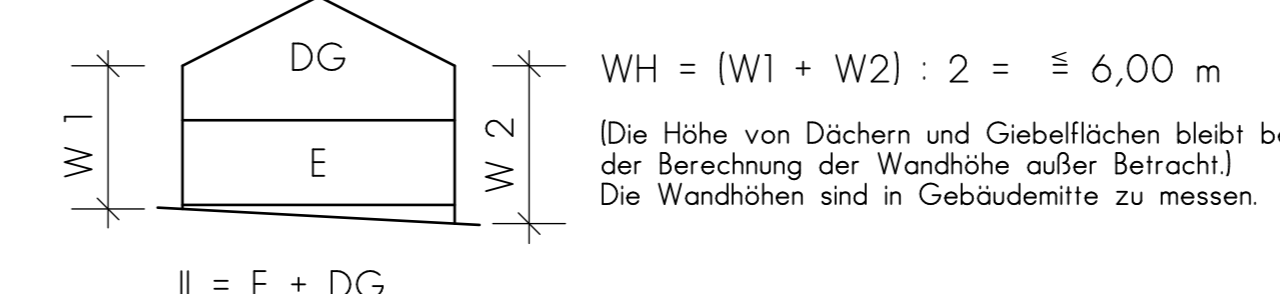 DG
WH = (W1 + W2) : 2 = ≦ 6,00 m
W 1
E
W 2
(Die Höhe von Dächern und Giebelflächen bleibt
der Berechnung der Wandhöhe außer Betracht.)
Die Wandhöhen sind in Gebäudemitte zu messen.
II = E + DG